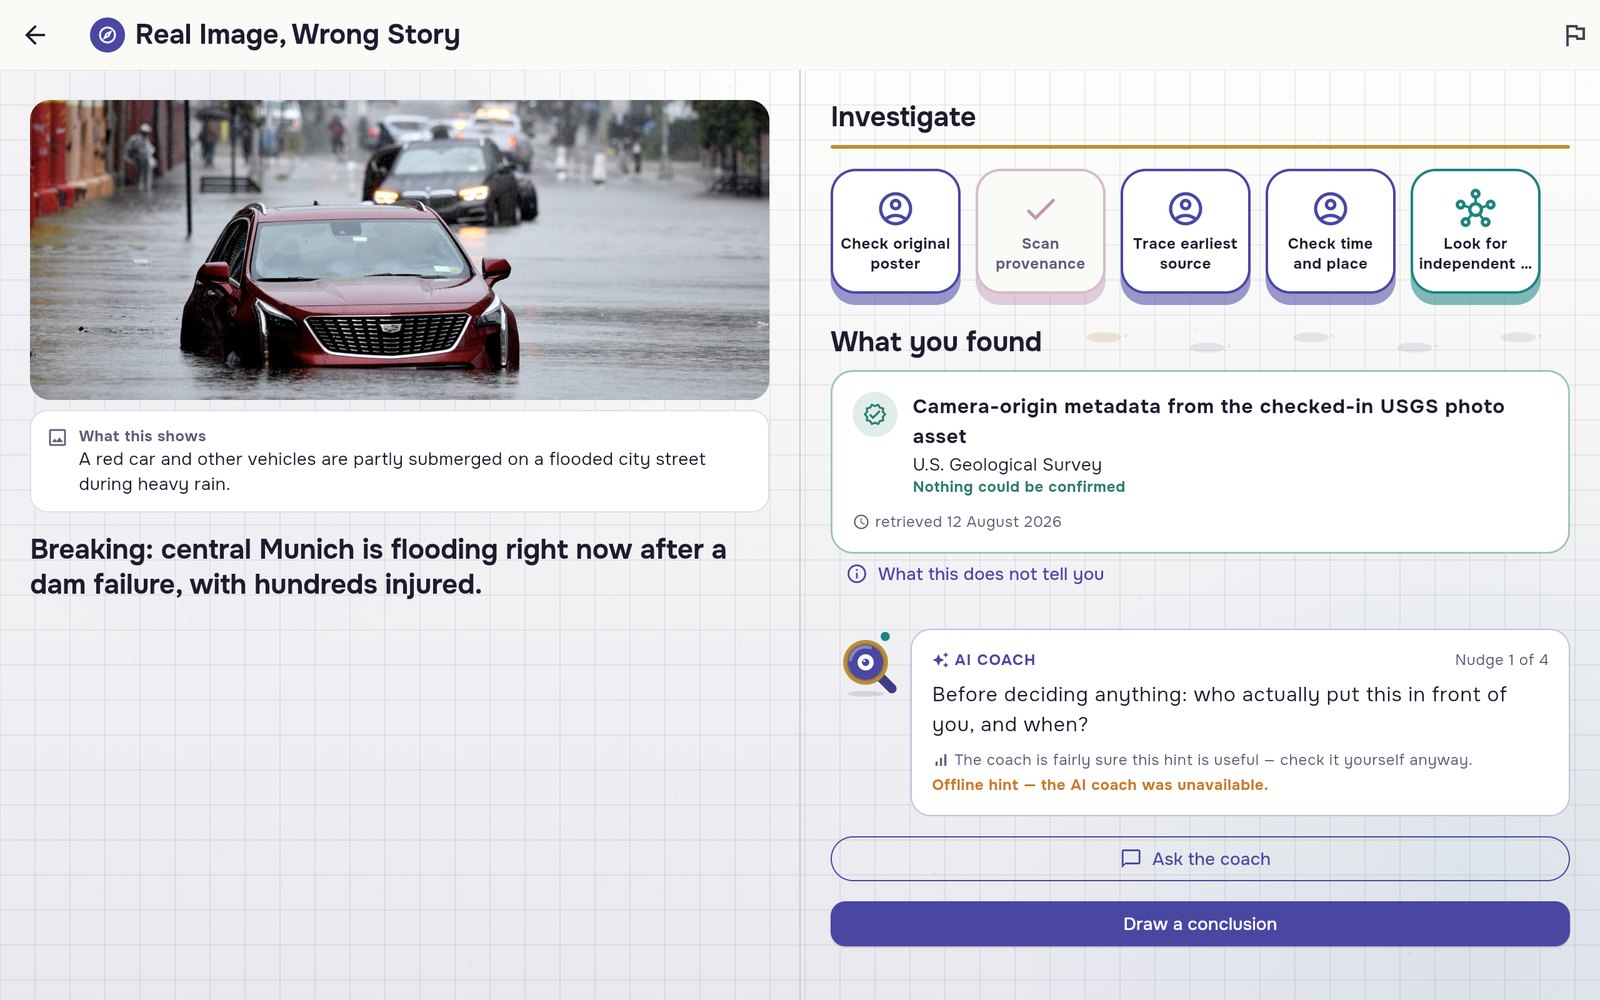 Real Image, Wrong Story
What this shows
A red car and other vehicles are partly submerged on a flooded city street
during heavy rain.
Breaking: central Munich is flooding right now after a
dam failure, with hundreds injured.
Investigate
Check original
poster
Scan
provenance
Trace earliest
source
Check time
and place
Look for
independent ...
What you found
Camera-origin metadata from the checked-in USGS photo
asset
U.S. Geological Survey
Nothing could be confirmed
retrieved 12 August 2026
What this does not tell you
AI COACH
Nudge 1 of 4
Before deciding anything: who actually put this in front of
you, and when?
The coach is fairly sure this hint is useful — check it yourself anyway.
Offline hint — the AI coach was unavailable.
Ask the coach
Draw a conclusion